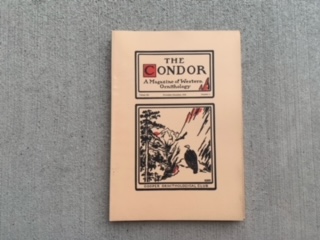 THE
CONDOR
A Magazine of Western
Ornithology
COOPER ORNITHOLOGICAL CLUB